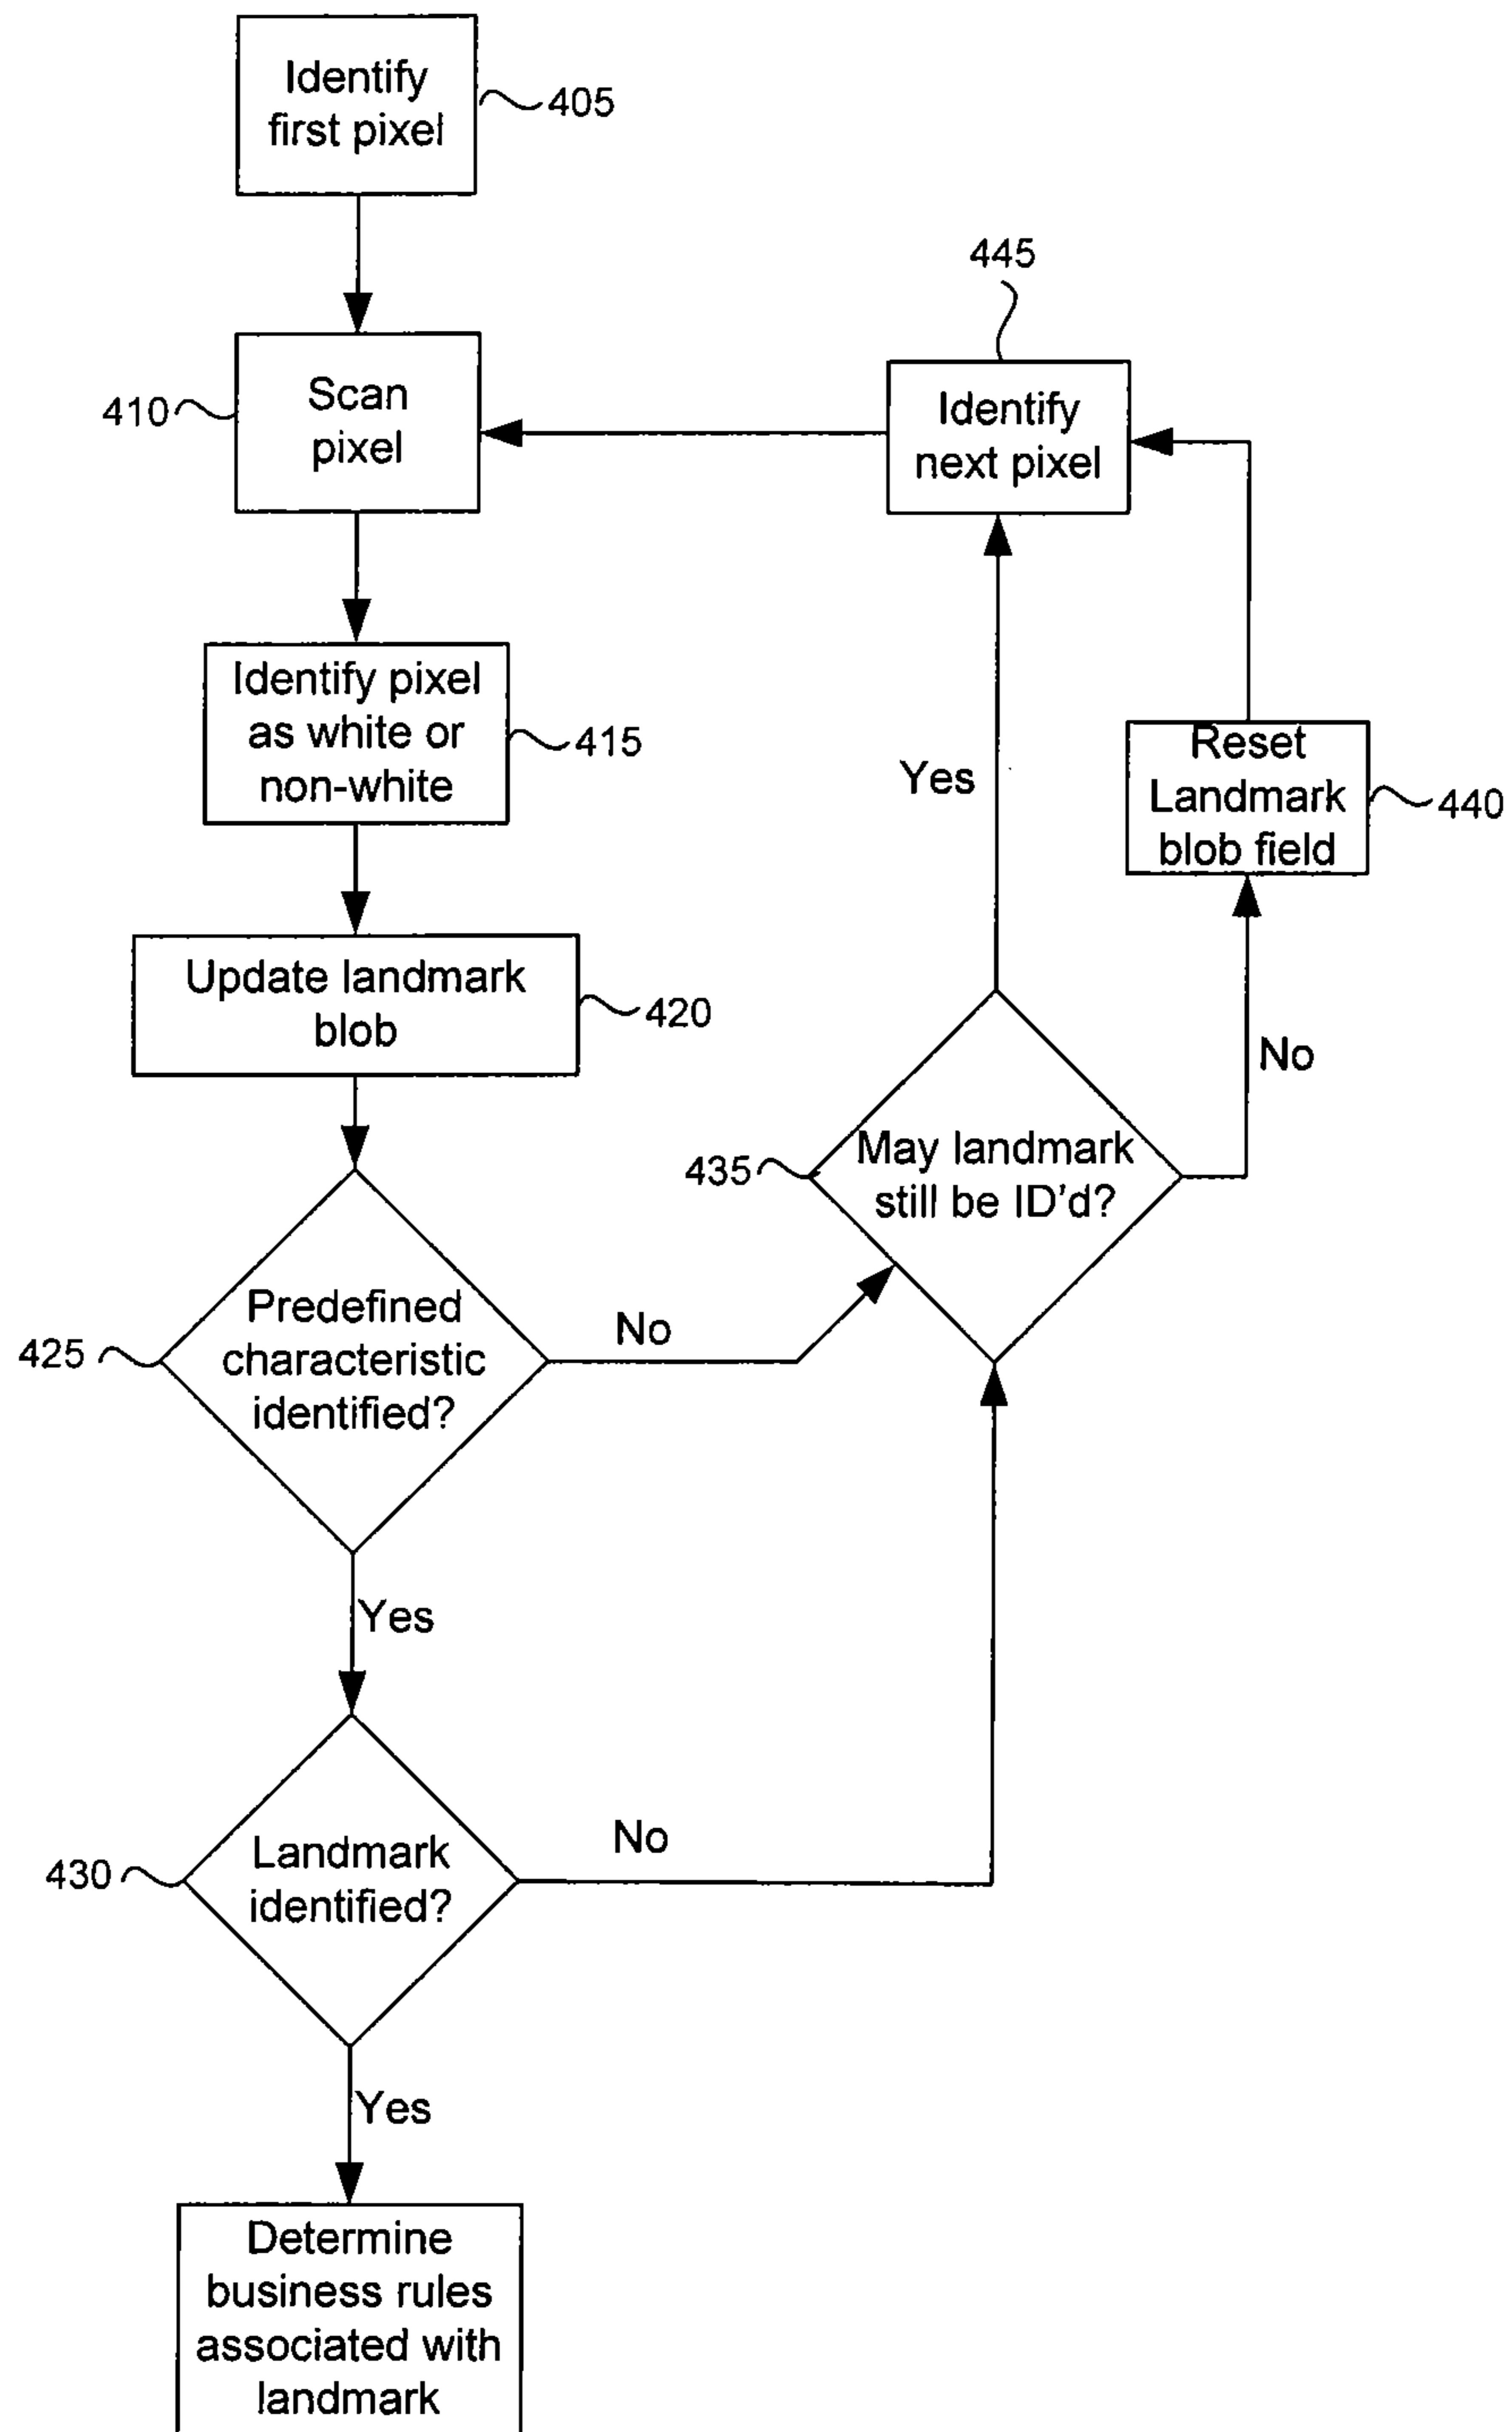 Identify
first pixel
405
445
410
Scan
pixel
Identify
next pixel
Identify pixel
as white or
non-white
415
Yes
Reset
Landmark
blob field
440
Update landmark
blob
420
No
435
May landmark
still be ID'd?
425
Predefined
characteristic
identified?
No
Yes
430
Landmark
identified?
No
Yes
Determine
business rules
associated with
landmark